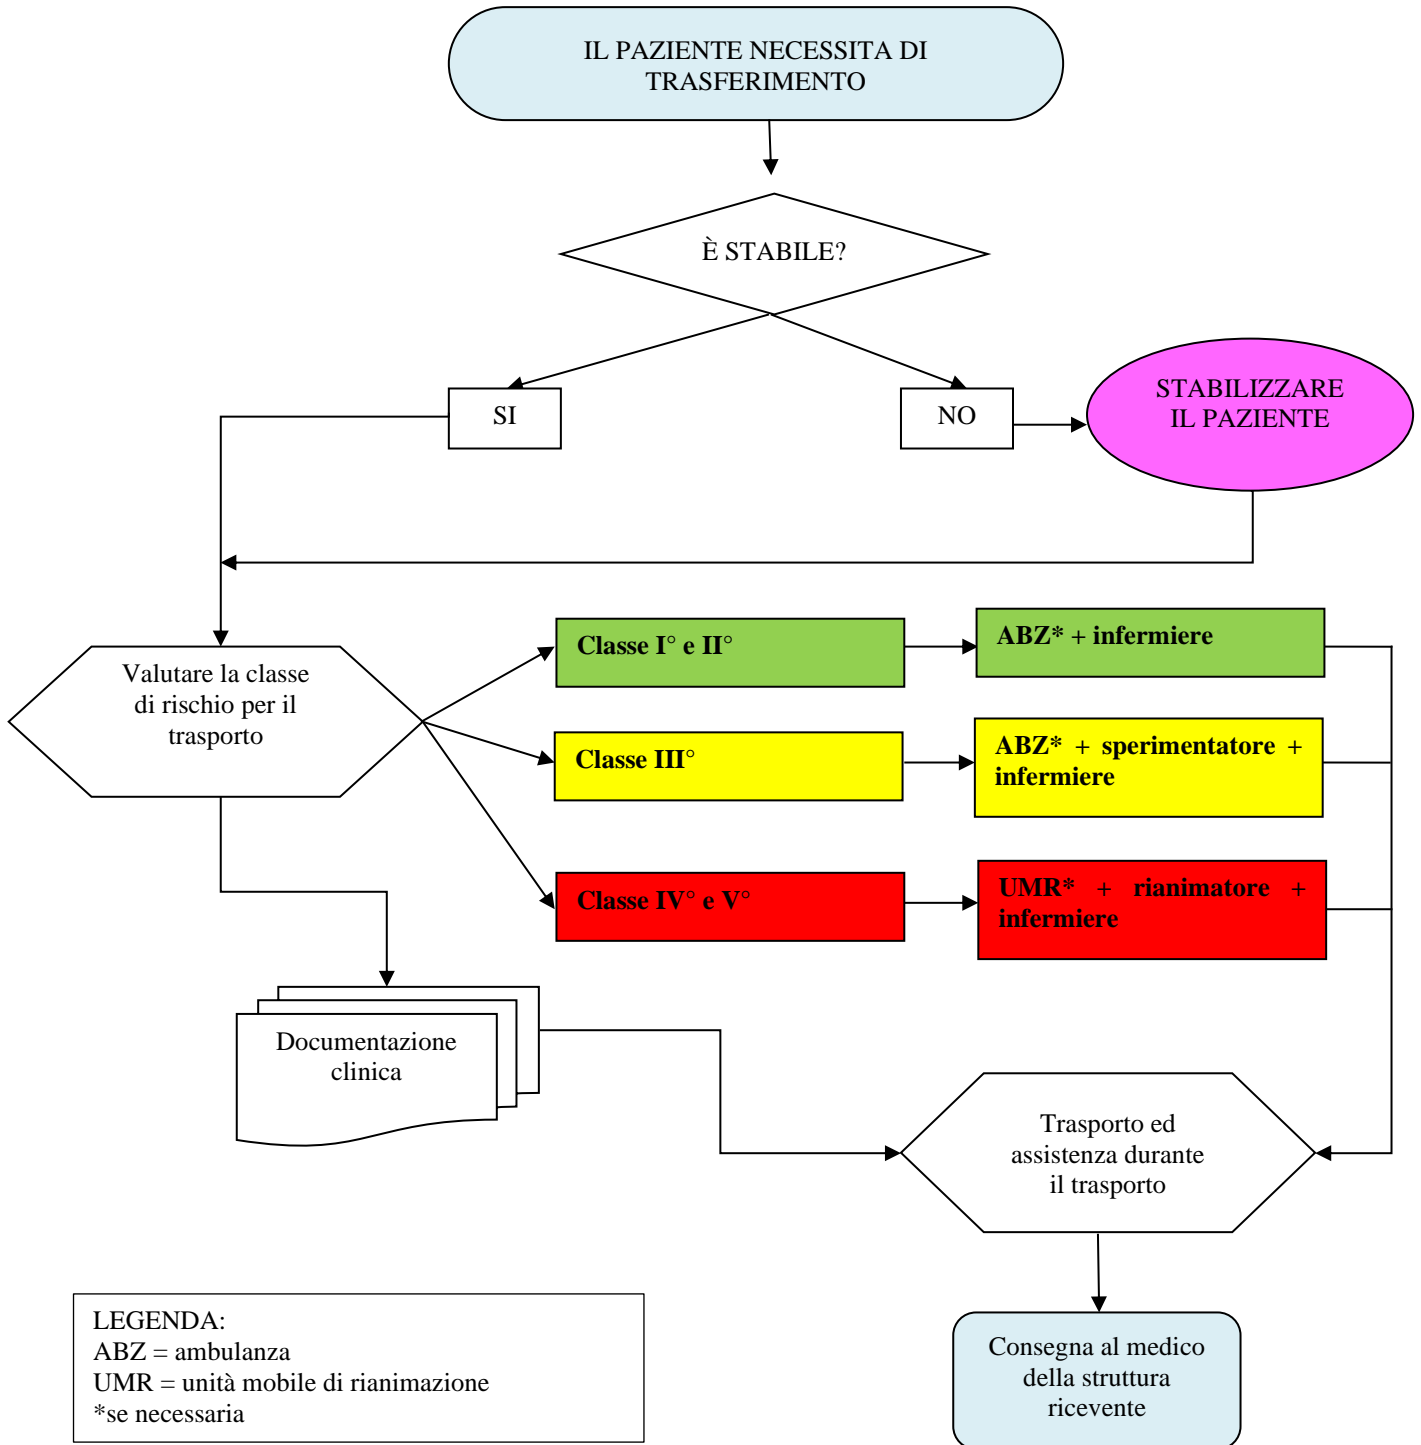 IL PAZIENTE NECESSITA DI
TRASFERIMENTO
È STABILE?
SI
NO
STABILIZZARE
IL PAZIENTE
Valutare la classe
di rischio per il
trasporto
Classe I° e II°
ABZ* + infermiere
Classe III°
ABZ* + sperimentatore +
infermiere
Classe IV° e V°
UMR* + rianimatore +
infermiere
Documentazione
clinica
Trasporto ed
assistenza durante
il trasporto
Consegna al medico
della struttura
ricevente
LEGENDA:
ABZ = ambulanza
UMR = unità mobile di rianimazione
*se necessaria